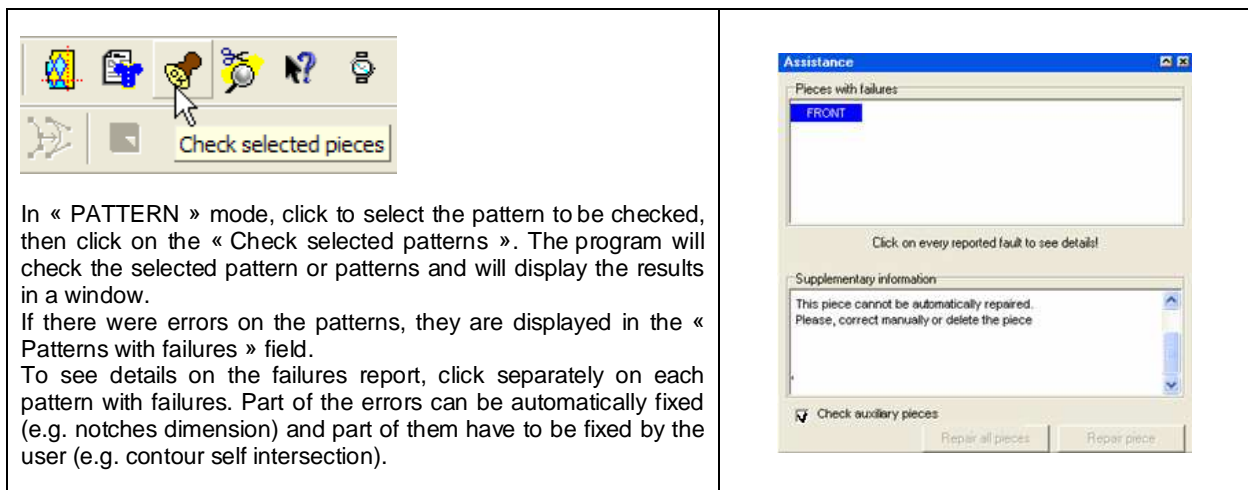 Check selected pieces
In « PATTERN » mode, click to select the pattern to be checked,
then click on the « Check selected patterns ». The program will
check the selected pattern or patterns and will display the results
in a window.
If there were errors on the patterns, they are displayed in the «
Patterns with failures » field.
To see details on the failures report, click separately on each
pattern with failures. Part of the errors can be automatically fixed
(e.g. notches dimension) and part of them have to be fixed by the
user (e.g. contour self intersection).
Assistance
Pieces with failures
FRONT
Click on every reported fault to see details!
Supplementary information
This piece cannot be automatically repaired.
Please, correct manually or delete the piece
Check auxiliary pieces
Repair all pieces
Repair piece